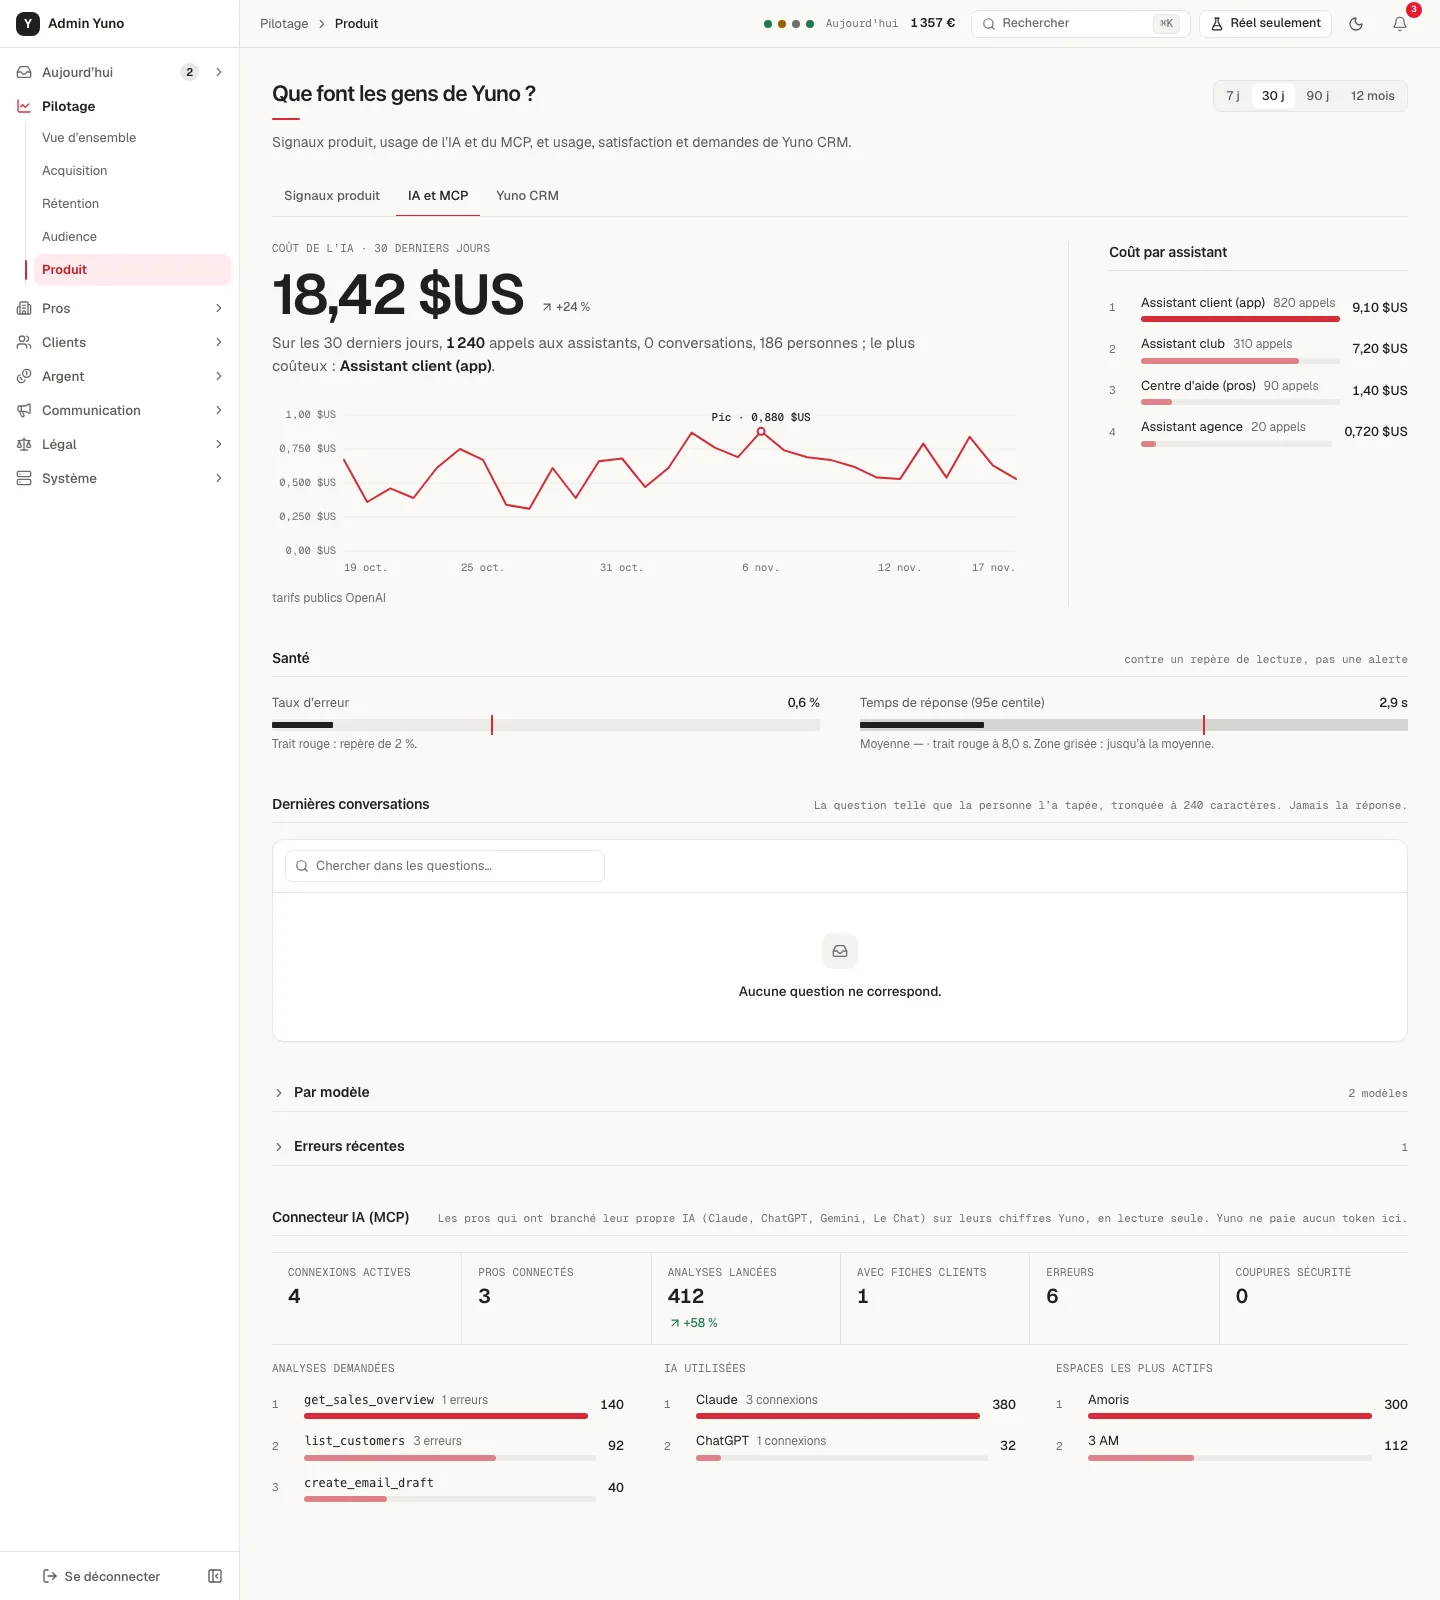 Y Admin Yuno
Aujourd'hui 2
Pilotage
Vue d'ensemble
Acquisition
Rétention
Audience
Produit
Pros
Clients
Argent
Communication
Légal
Système
Se déconnecter
Pilotage > Produit
Aujourd'hui 1 357 €
Rechercher ⌘K
Réel seulement
3
Que font les gens de Yuno ?
7 j 30 j 90 j 12 mois
Signaux produit, usage de l'IA et du MCP, et usage, satisfaction et demandes de Yuno CRM.
Signaux produit IA et MCP Yuno CRM
COÛT DE L'IA · 30 DERNIERS JOURS
18,42 $US +24 %
Sur les 30 derniers jours, 1 240 appels aux assistants, 0 conversations, 186 personnes ; le plus
coûteux : Assistant client (app).
1,00 $US
0,750 $US
0,500 $US
0,250 $US
0,00 $US
Pic · 0,880 $US
19 oct. 25 oct. 31 oct. 6 nov. 12 nov. 17 nov.
tarifs publics OpenAI
Coût par assistant
1 Assistant client (app) 820 appels 9,10 $US
2 Assistant club 310 appels 7,20 $US
3 Centre d'aide (pros) 90 appels 1,40 $US
4 Assistant agence 20 appels 0,720 $US
Santé contre un repère de lecture, pas une alerte
Taux d'erreur 0,6 %
Trait rouge : repère de 2 %.
Temps de réponse (95e centile) 2,9 s
Moyenne — · trait rouge à 8,0 s. Zone grisée : jusqu'à la moyenne.
Dernières conversations La question telle que la personne l'a tapée, tronquée à 240 caractères. Jamais la réponse.
Chercher dans les questions…
Aucune question ne correspond.
Par modèle 2 modèles
Erreurs récentes 1
Connecteur IA (MCP) Les pros qui ont branché leur propre IA (Claude, ChatGPT, Gemini, Le Chat) sur leurs chiffres Yuno, en lecture seule. Yuno ne paie aucun token ici.
CONNEXIONS ACTIVES
4
PROS CONNECTÉS
3
ANALYSES LANCÉES
412
+58 %
AVEC FICHES CLIENTS
1
ERREURS
6
COUPURES SÉCURITÉ
0
ANALYSES DEMANDÉES
1 get_sales_overview 1 erreurs 140
2 list_customers 3 erreurs 92
3 create_email_draft 40
IA UTILISÉES
1 Claude 3 connexions 380
2 ChatGPT 1 connexions 32
ESPACES LES PLUS ACTIFS
1 Amoris 300
2 3 AM 112